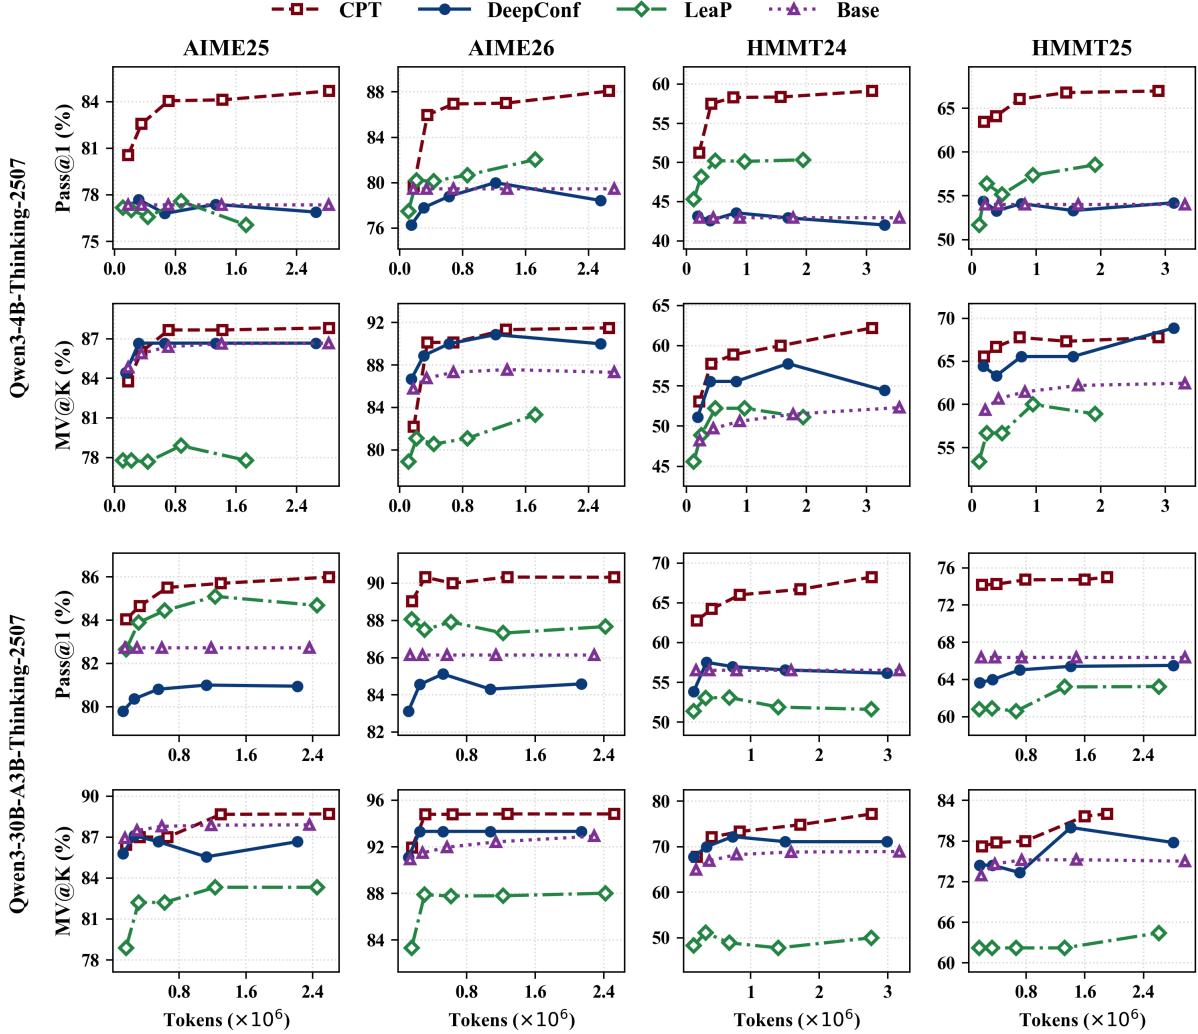 CPT DeepConf LeaP Base
AIME25 AIME26 HMMT24 HMMT25
Qwen3-4B-Thinking-2507
Pass@1 (%)
84
81
78
75
0.0 0.8 1.6 2.4
88
84
80
76
0.0 0.8 1.6 2.4
60
55
50
45
40
0 1 2 3
65
60
55
50
0 1 2 3
MV@K (%)
87
84
81
78
0.0 0.8 1.6 2.4
92
88
84
80
0.0 0.8 1.6 2.4
65
60
55
50
45
0 1 2 3
70
65
60
55
0 1 2 3
Qwen3-30B-A3B-Thinking-2507
Pass@1 (%)
86
84
82
80
0.8 1.6 2.4
90
88
86
84
82
0.8 1.6 2.4
70
65
60
55
50
1 2 3
76
72
68
64
60
0.8 1.6 2.4
MV@K (%)
90
87
84
81
78
0.8 1.6 2.4
Tokens (×10⁶)
96
92
88
84
0.8 1.6 2.4
Tokens (×10⁶)
80
70
60
50
1 2 3
Tokens (×10⁶)
84
78
72
66
60
0.8 1.6 2.4
Tokens (×10⁶)